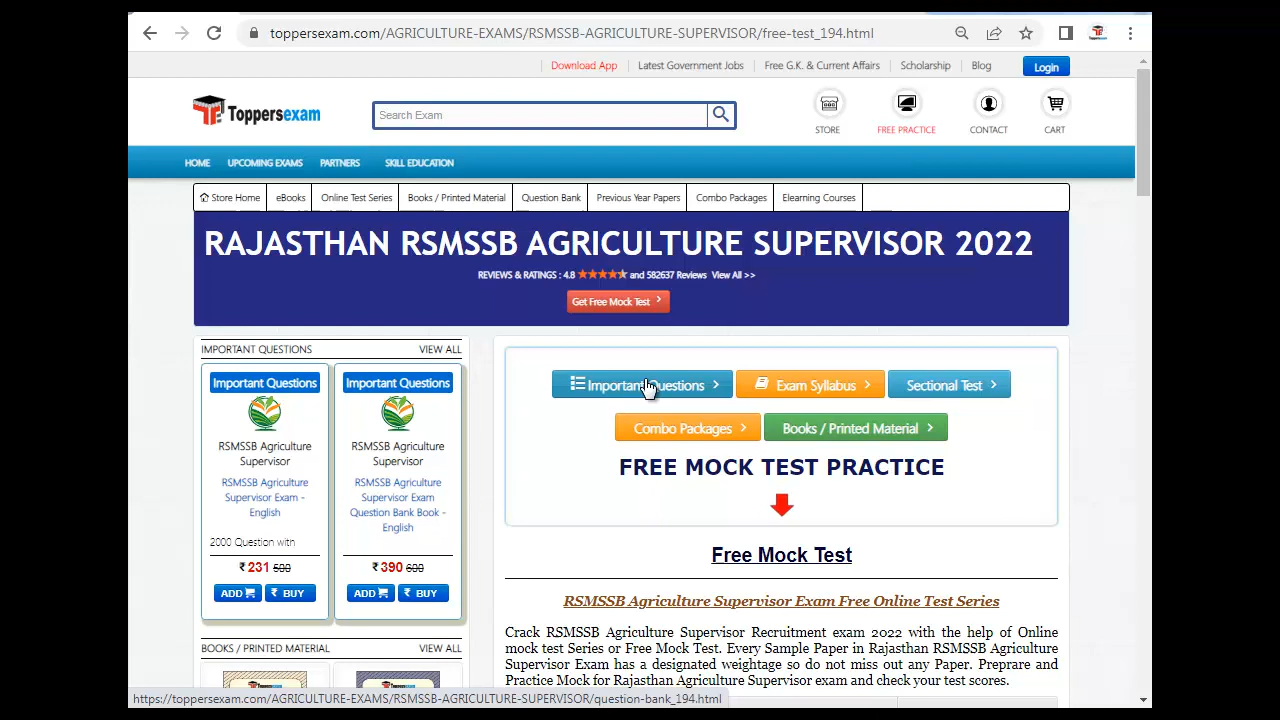 toppersexam.com/AGRICULTURE-EXAMS/RSMSSB-AGRICULTURE-SUPERVISOR/free-test_194.html
Download App Latest Government Jobs Free G.K. & Current Affairs Scholarship Blog Login
Toppersexam
Search Exam
STORE FREE PRACTICE CONTACT CART
HOME UPCOMING EXAMS PARTNERS SKILL EDUCATION
Store Home eBooks Online Test Series Books / Printed Material Question Bank Previous Year Papers Combo Packages Elearning Courses
RAJASTHAN RSMSSB AGRICULTURE SUPERVISOR 2022
REVIEWS & RATINGS : 4.8 and 582637 Reviews View All >>
Get Free Mock Test
IMPORTANT QUESTIONS VIEW ALL
Important Questions
RSMSSB Agriculture
Supervisor
RSMSSB Agriculture
Supervisor Exam -
English
2000 Question with
₹ 231 500
ADD ₹ BUY
Important Questions
RSMSSB Agriculture
Supervisor
RSMSSB Agriculture
Supervisor Exam
Question Bank Book -
English
₹ 390 600
ADD ₹ BUY
BOOKS / PRINTED MATERIAL VIEW ALL
Important Questions Exam Syllabus Sectional Test
Combo Packages Books / Printed Material
FREE MOCK TEST PRACTICE
Free Mock Test
RSMSSB Agriculture Supervisor Exam Free Online Test Series
Crack RSMSSB Agriculture Supervisor Recruitment exam 2022 with the help of Online
mock test Series or Free Mock Test. Every Sample Paper in Rajasthan RSMSSB Agriculture
Supervisor Exam has a designated weightage so do not miss out any Paper. Preprare and
Practice Mock for Rajasthan Agriculture Supervisor exam and check your test scores.
https://toppersexam.com/AGRICULTURE-EXAMS/RSMSSB-AGRICULTURE-SUPERVISOR/question-bank_194.html